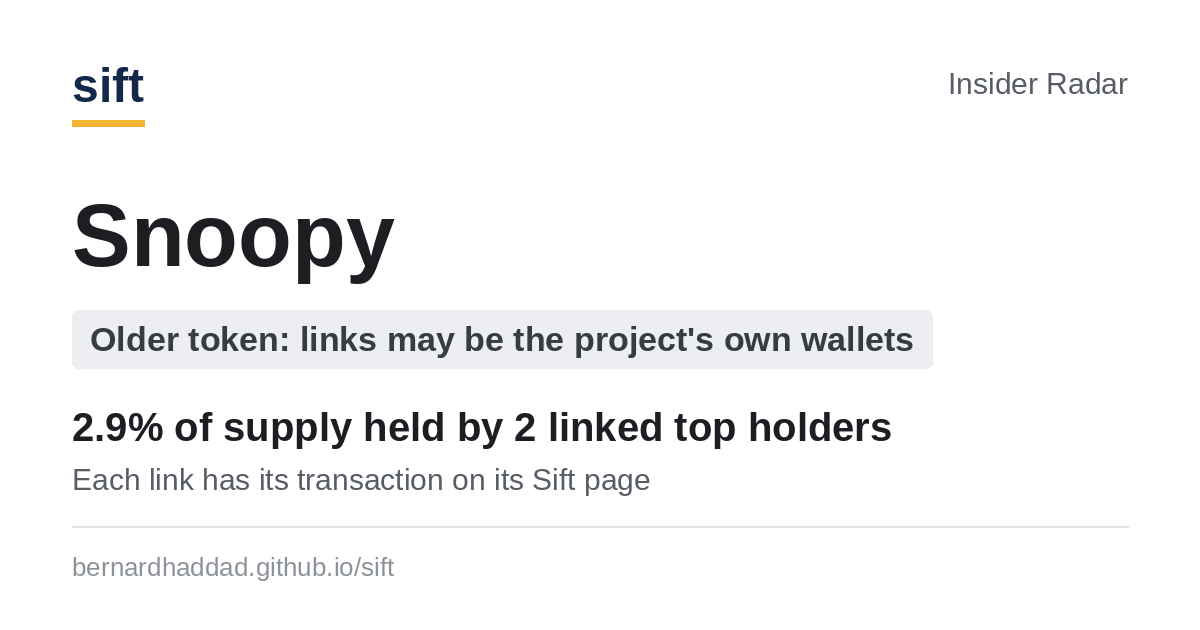 sift
Insider Radar
Snoopy
Older token: links may be the project's own wallets
2.9% of supply held by 2 linked top holders
Each link has its transaction on its Sift page
bernardhaddad.github.io/sift